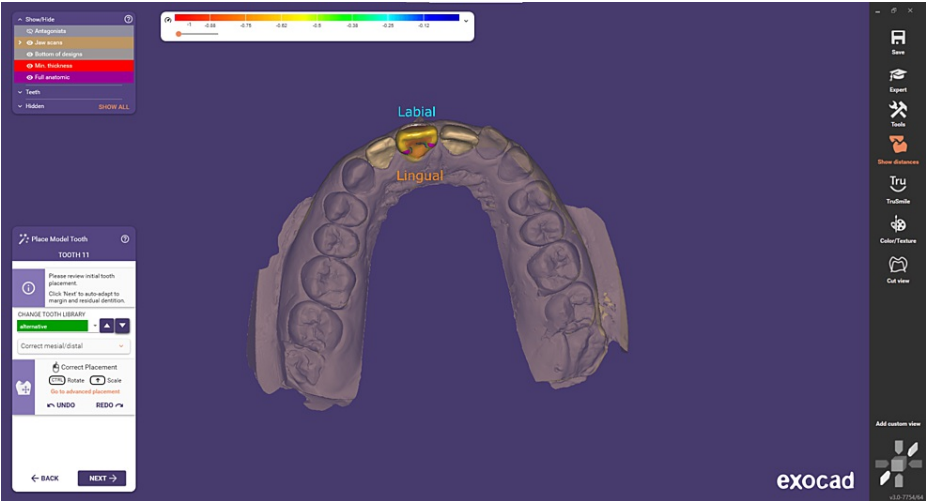 Show/Hide
Antagonists
Jaw scans
Bottom of designs
Min. thickness
Full anatomic
Teeth
Hidden SHOW ALL
-1 -0.88 -0.75 -0.62 -0.5 -0.38 -0.25 -0.12
Labial
Lingual
Save
Expert
Tools
Show distances
Tru
TruSmile
Color/Texture
Cut view
Place Model Tooth
TOOTH 11
Please review initial tooth
placement.
Click 'Next' to auto-adapt to
margin and residual dentition.
CHANGE TOOTH LIBRARY
alternative
Correct mesial/distal
Correct Placement
CTRL Rotate Scale
Go to advanced placement
UNDO REDO
BACK NEXT
Add custom view
exocad
v3.0-7754/64